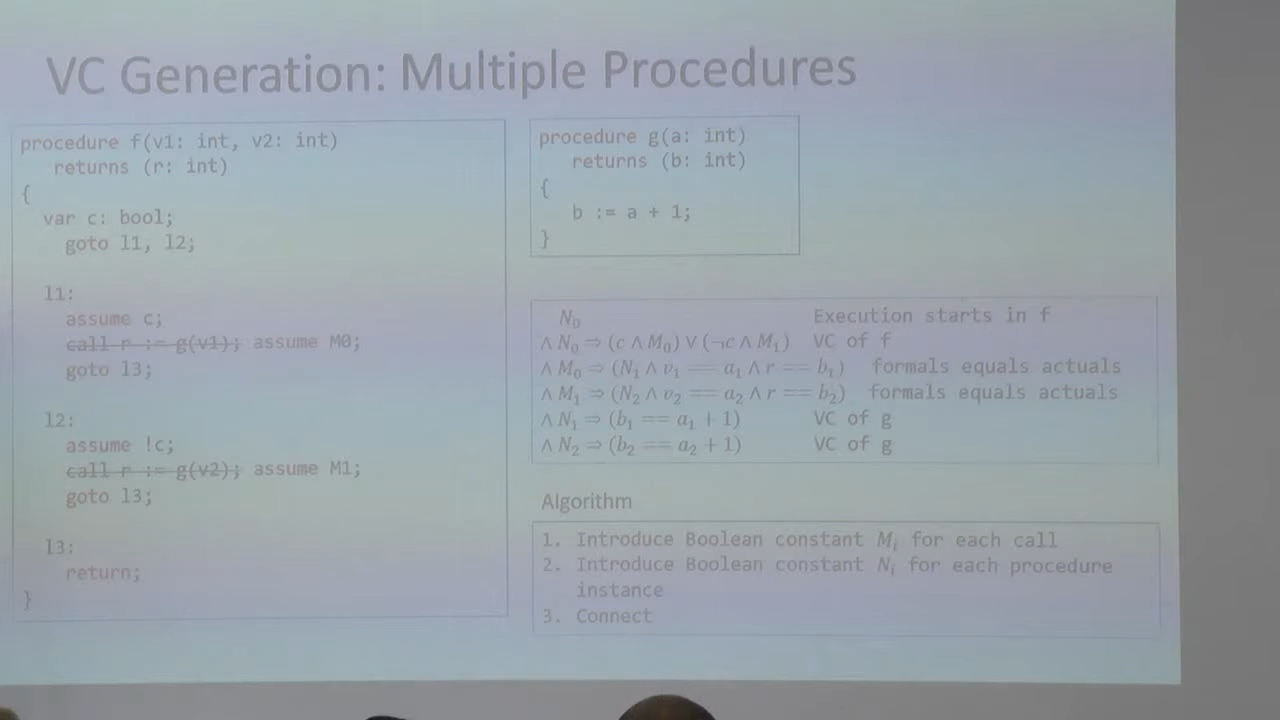 VC Generation: Multiple Procedures
procedure f(v1: int, v2: int)
returns (r: int)
{
var c: bool;
goto l1, l2;
l1:
assume c;
call r := g(v1); assume M0;
goto l3;
l2:
assume !c;
call r := g(v2); assume M1;
goto l3;
l3:
return;
}
procedure g(a: int)
returns (b: int)
{
b := a + 1;
}
N₀ Execution starts in f
∧ N₀ ⇒ (c ∧ M₀) ∨ (¬c ∧ M₁) VC of f
∧ M₀ ⇒ (N₁ ∧ v₁ == a₁ ∧ r == b₁) formals equals actuals
∧ M₁ ⇒ (N₂ ∧ v₂ == a₂ ∧ r == b₂) formals equals actuals
∧ N₁ ⇒ (b₁ == a₁ + 1) VC of g
∧ N₂ ⇒ (b₂ == a₂ + 1) VC of g
Algorithm
1. Introduce Boolean constant Mᵢ for each call
2. Introduce Boolean constant Nᵢ for each procedure
instance
3. Connect